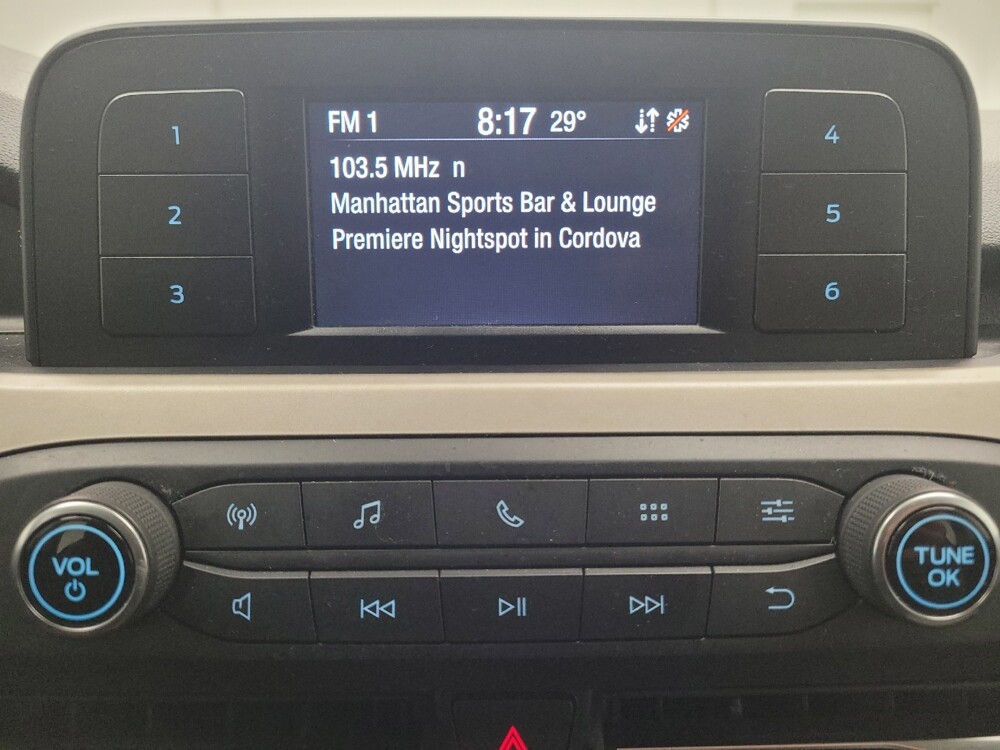 FM 1 8:17 29°
103.5 MHz n
Manhattan Sports Bar & Lounge
Premiere Nightspot in Cordova
1
2
3
4
5
6
VOL
TUNE
OK